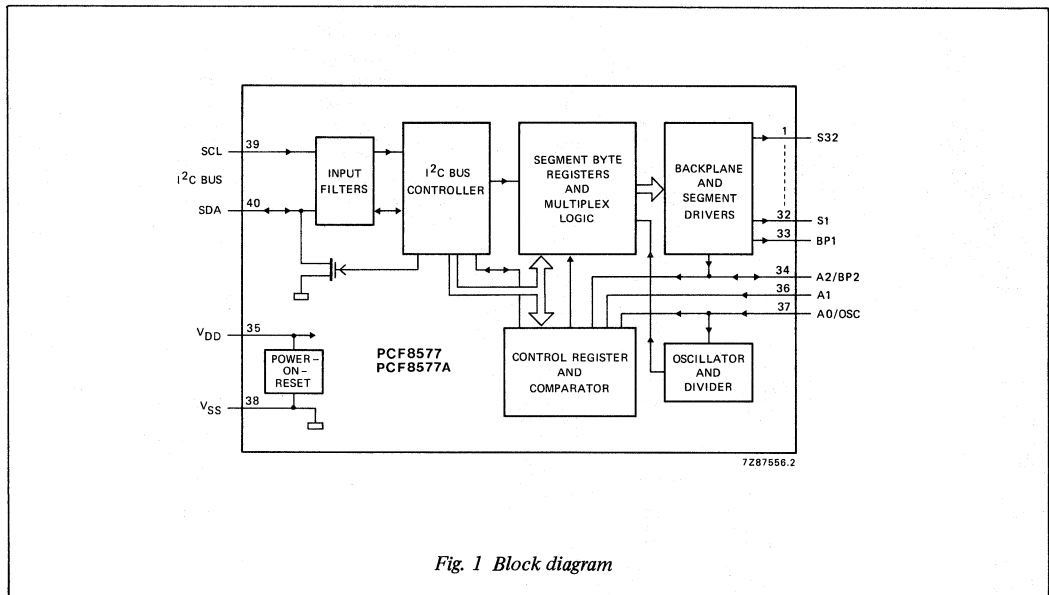 SCL
39
I²C BUS
SDA
40
INPUT
FILTERS
I²C BUS
CONTROLLER
SEGMENT BYTE
REGISTERS
AND
MULTIPLEX
LOGIC
BACKPLANE
AND
SEGMENT
DRIVERS
1
S32
32
S1
33
BP1
34
A2/BP2
36
A1
37
A0/OSC
VDD
35
POWER-
ON-
RESET
VSS
38
PCF8577
PCF8577A
CONTROL REGISTER
AND
COMPARATOR
OSCILLATOR
AND
DIVIDER
7Z87556.2
Fig. 1 Block diagram